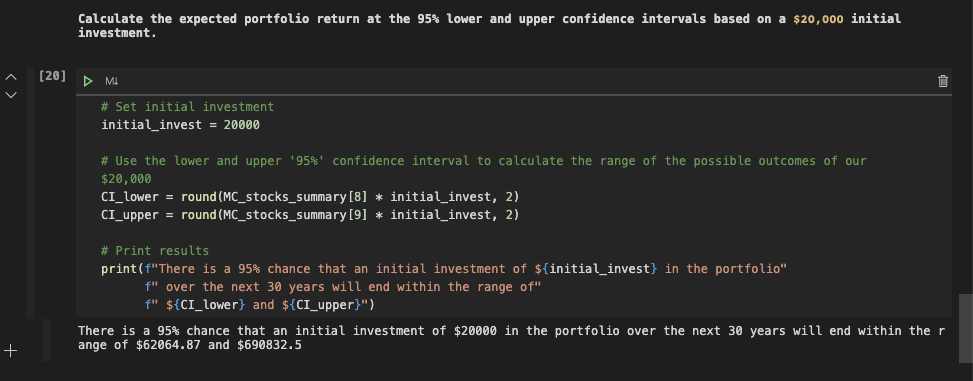 Calculate the expected portfolio return at the 95% lower and upper confidence intervals based on a $20,000 initial
investment.
[20]
M↓
# Set initial investment
initial_invest = 20000
# Use the lower and upper '95%' confidence interval to calculate the range of the possible outcomes of our
$20,000
CI_lower = round(MC_stocks_summary[8] * initial_invest, 2)
CI_upper = round(MC_stocks_summary[9] * initial_invest, 2)
# Print results
print(f"There is a 95% chance that an initial investment of ${initial_invest} in the portfolio"
f" over the next 30 years will end within the range of"
f" ${CI_lower} and ${CI_upper}")
There is a 95% chance that an initial investment of $20000 in the portfolio over the next 30 years will end within the r
ange of $62064.87 and $690832.5